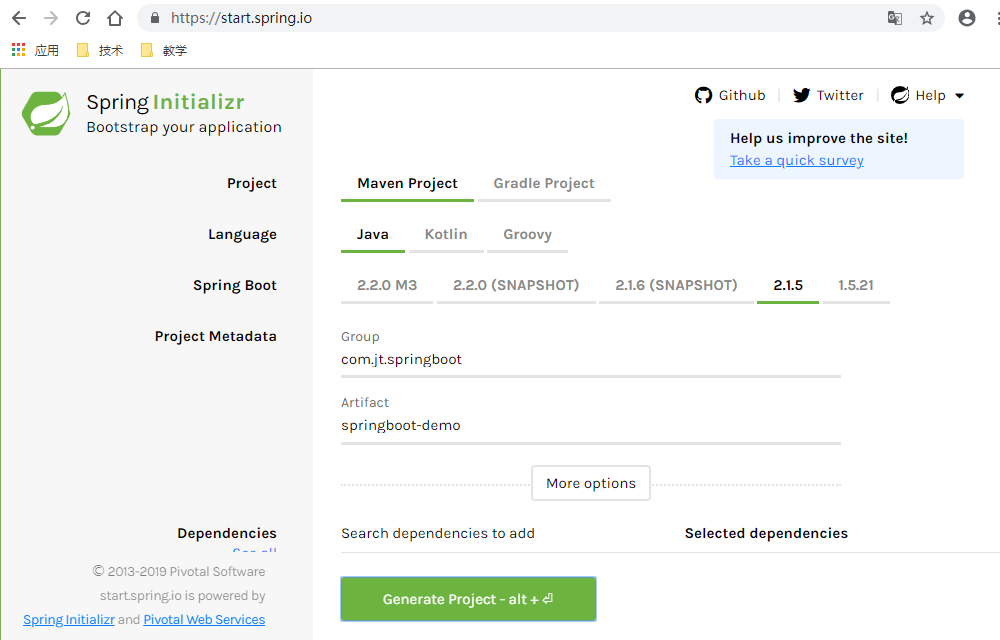 https://start.spring.io
应用 技术 教学
Spring Initializr
Bootstrap your application
Github Twitter Help
Help us improve the site!
Take a quick survey
Project
Maven Project Gradle Project
Language
Java Kotlin Groovy
Spring Boot
2.2.0 M3 2.2.0 (SNAPSHOT) 2.1.6 (SNAPSHOT) 2.1.5 1.5.21
Project Metadata
Group
com.jt.springboot
Artifact
springboot-demo
More options
Dependencies
See all
Search dependencies to add
Selected dependencies
© 2013-2019 Pivotal Software
start.spring.io is powered by
Spring Initializr and Pivotal Web Services
Generate Project - alt + ⏎